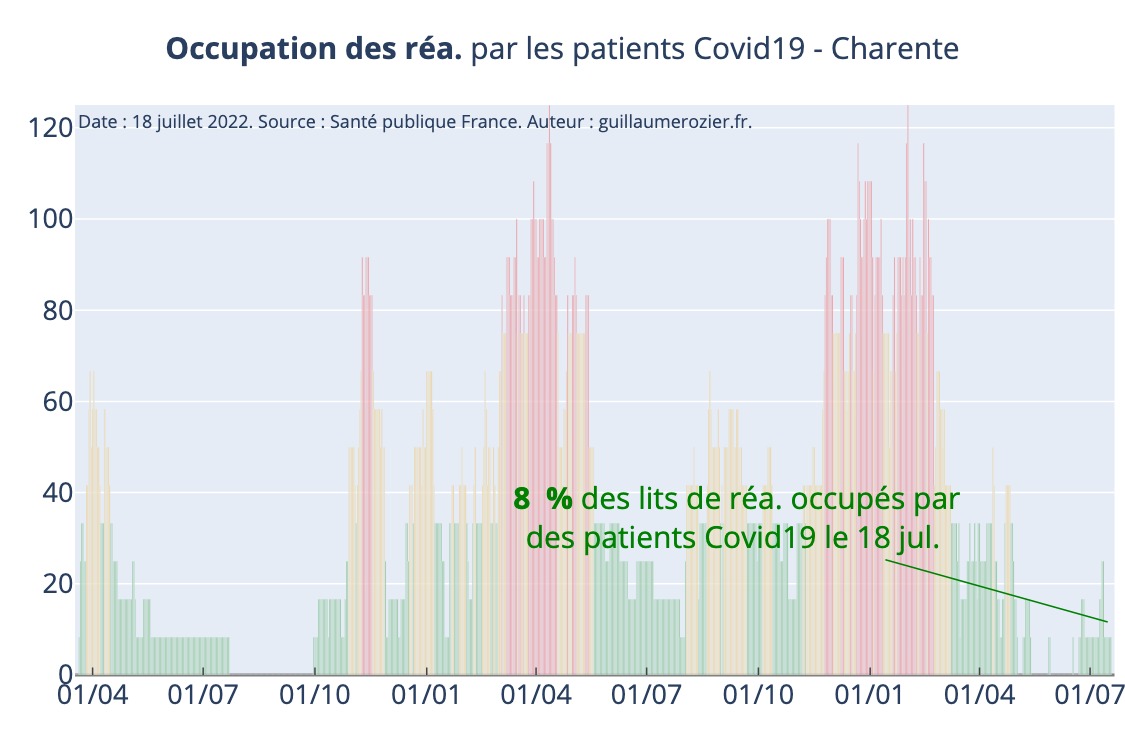 Occupation des réa. par les patients Covid19 - Charente
Date : 18 juillet 2022. Source : Santé publique France. Auteur : guillaumerozier.fr.
120
100
80
60
40
20
0
8 % des lits de réa. occupés par
des patients Covid19 le 18 jul.
01/04 01/07 01/10 01/01 01/04 01/07 01/10 01/01 01/04 01/07